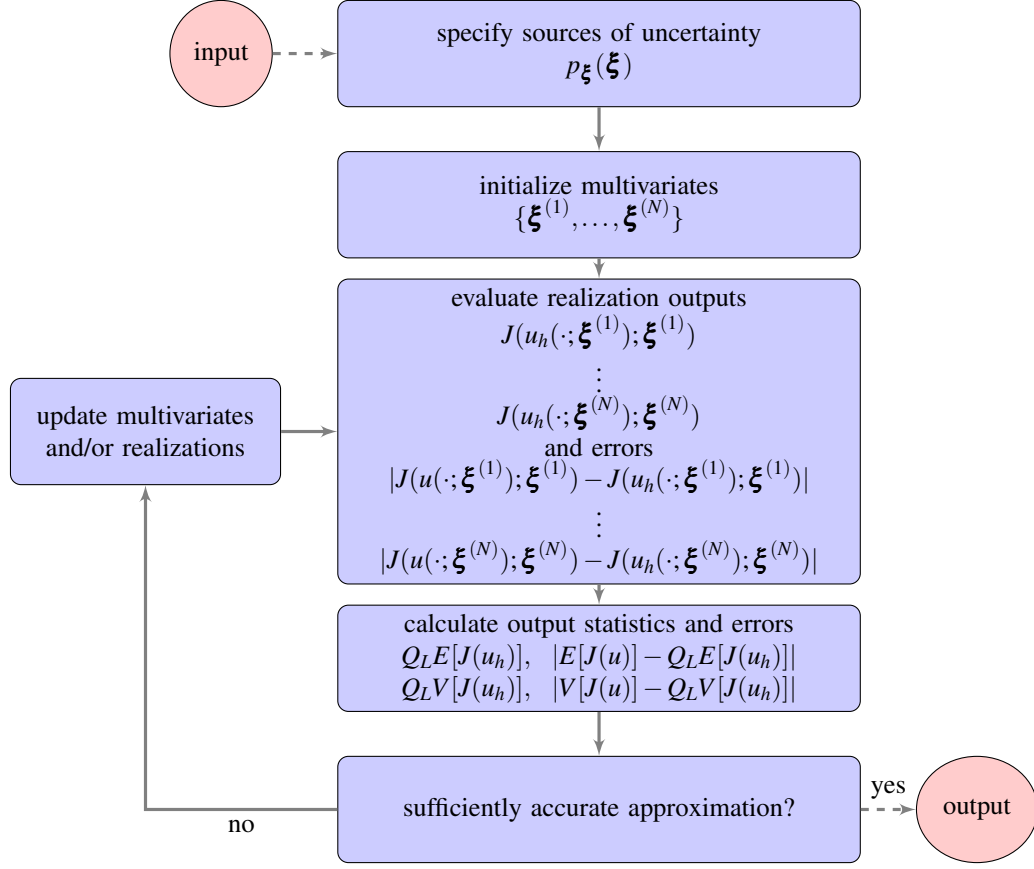 input
specify sources of uncertainty
p_ξ(ξ)
initialize multivariates
{ξ^(1),…,ξ^(N)}
evaluate realization outputs
J(u_h(·;ξ^(1));ξ^(1))
⋮
J(u_h(·;ξ^(N));ξ^(N))
and errors
|J(u(·;ξ^(1));ξ^(1))−J(u_h(·;ξ^(1));ξ^(1))|
⋮
|J(u(·;ξ^(N));ξ^(N))−J(u_h(·;ξ^(N));ξ^(N))|
update multivariates
and/or realizations
calculate output statistics and errors
Q_L E[J(u_h)], |E[J(u)]−Q_L E[J(u_h)]|
Q_L V[J(u_h)], |V[J(u)]−Q_L V[J(u_h)]|
sufficiently accurate approximation?
yes
output
no